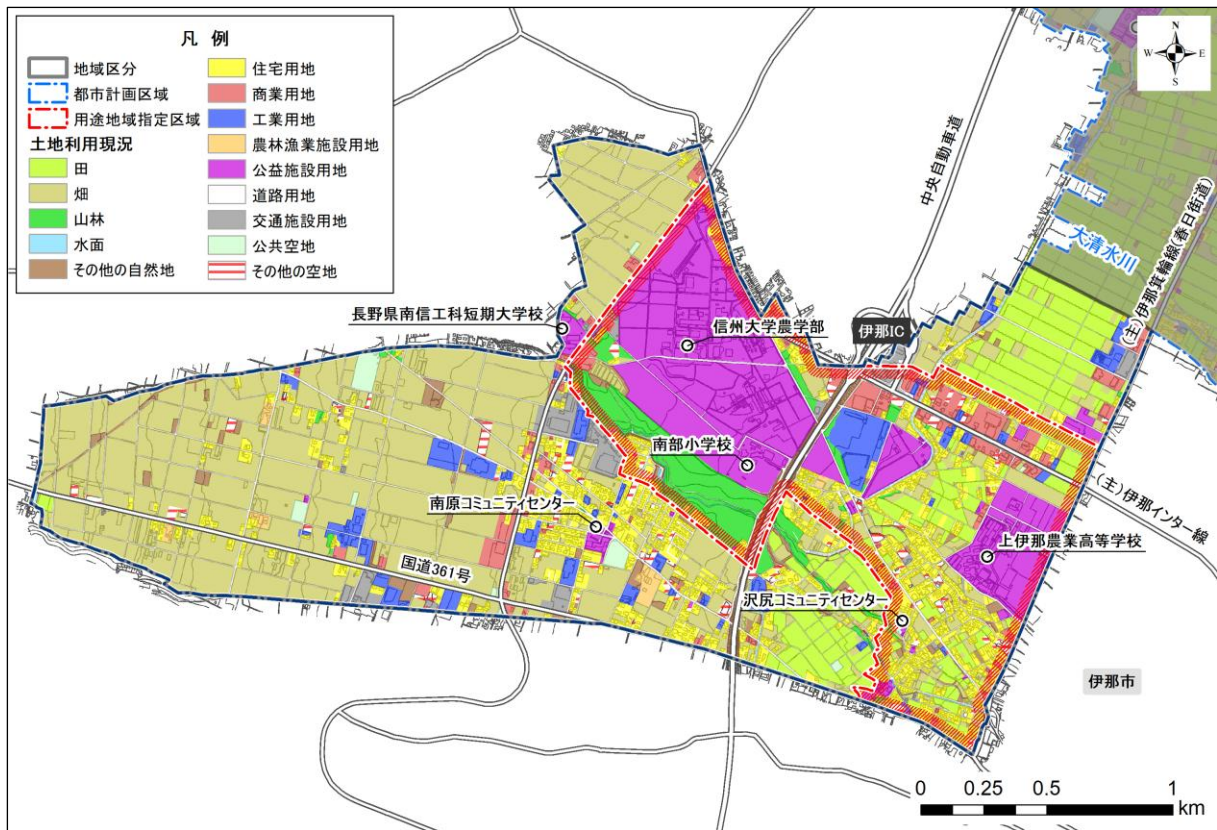 凡 例
地域区分
都市計画区域
用途地域指定区域
土地利用現況
田
畑
山林
水面
その他の自然地
住宅用地
商業用地
工業用地
農林漁業施設用地
公益施設用地
道路用地
交通施設用地
公共空地
その他の空地
N
W
E
S
中央自動車道
大清水川
(主)伊那箕輪線(春日街道)
長野県南信工科短期大学校
信州大学農学部
伊那IC
南部小学校
南原コミュニティセンター
(主)伊那インター線
上伊那農業高等学校
国道361号
沢尻コミュニティセンター
伊那市
0 0.25 0.5 1
km